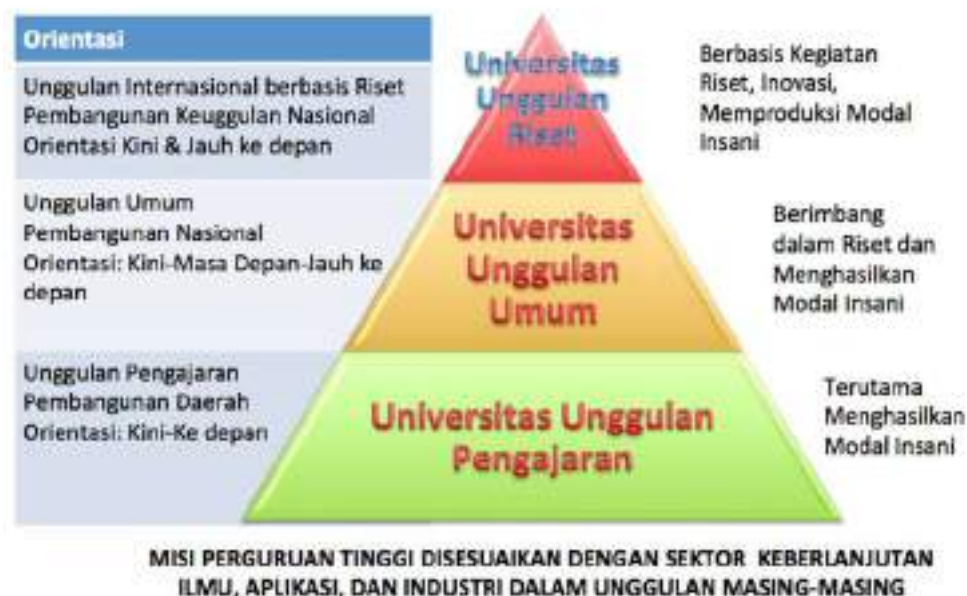 Orientasi
Unggulan Internasional berbasis Riset
Pembangunan Keuggulan Nasional
Orientasi Kini & Jauh ke depan
Universitas
Unggulan
Riset
Berbasis Kegiatan
Riset, Inovasi,
Memproduksi Modal
Insani
Unggulan Umum
Pembangunan Nasional
Orientasi: Kini-Masa Depan-Jauh ke
depan
Universitas
Unggulan
Umum
Berimbang
dalam Riset dan
Menghasilkan
Modal Insani
Unggulan Pengajaran
Pembangunan Daerah
Orientasi: Kini-Ke depan
Universitas Unggulan
Pengajaran
Terutama
Menghasilkan
Modal Insani
MISI PERGURUAN TINGGI DISESUAIKAN DENGAN SEKTOR KEBERLANJUTAN
ILMU, APLIKASI, DAN INDUSTRI DALAM UNGGULAN MASING-MASING